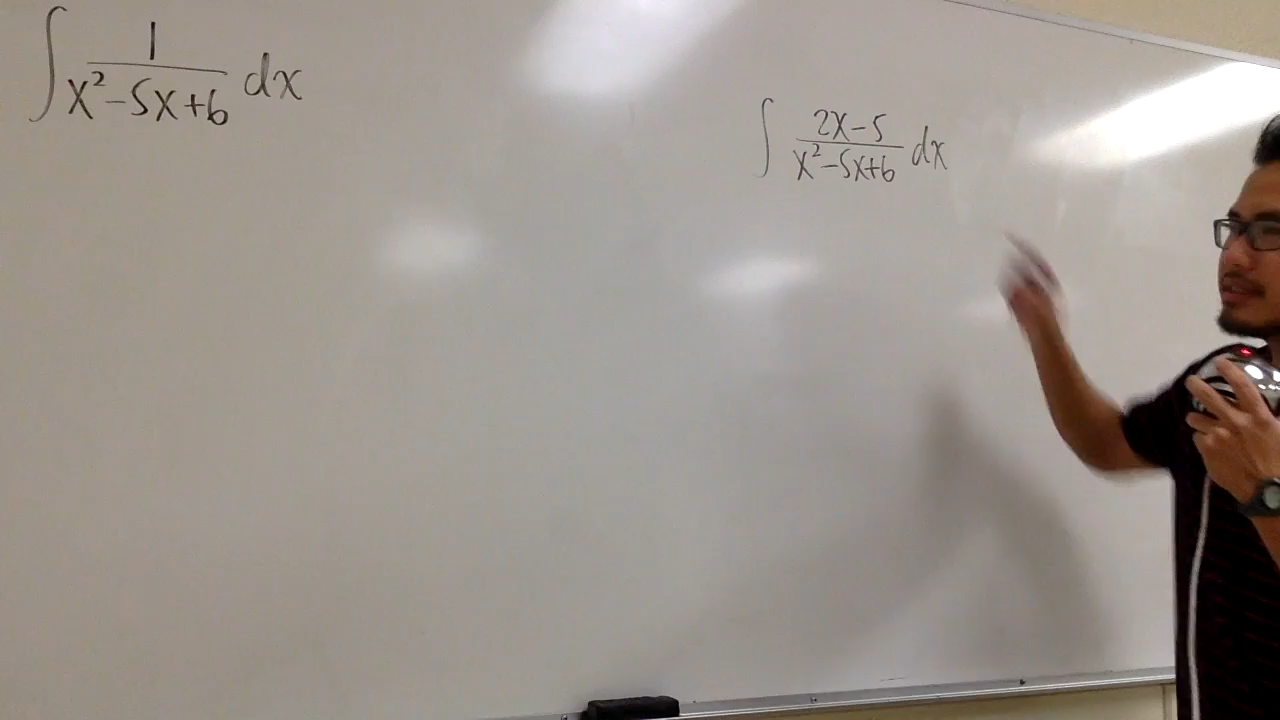 ∫ 1/(x²-5x+6) dx
∫ (2x-5)/(x²-5x+6) dx